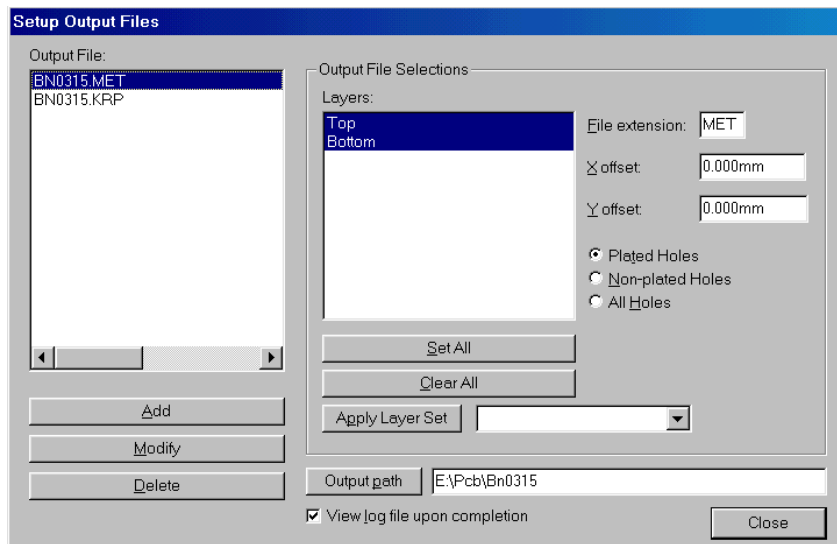 Setup Output Files
Output File:
BN0315.MET
BN0315.KRP
Add
Modify
Delete
Output File Selections
Layers:
Top
Bottom
File extension: MET
X offset: 0.000mm
Y offset: 0.000mm
Plated Holes
Non-plated Holes
All Holes
Set All
Clear All
Apply Layer Set
Output path E:\Pcb\Bn0315
View log file upon completion
Close